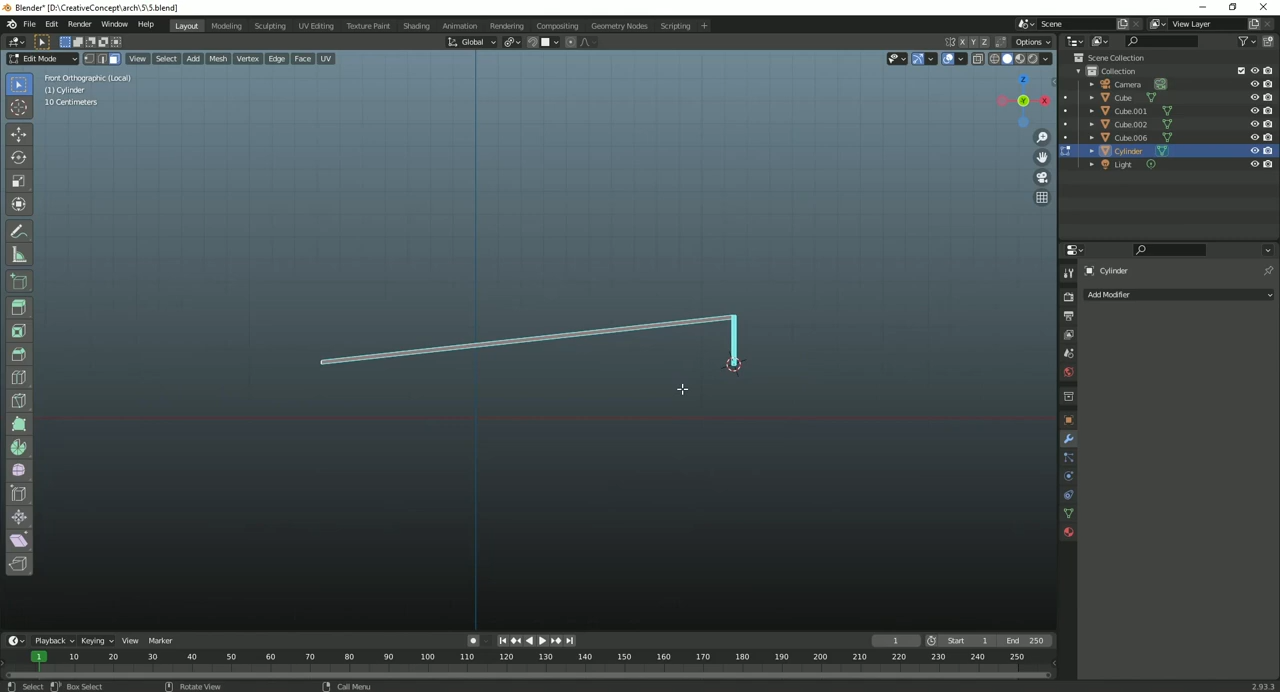 Blender* [D:\CreativeConcept\arch\5\5.blend]
File Edit Render Window Help Layout Modeling Sculpting UV Editing Texture Paint Shading Animation Rendering Compositing Geometry Nodes Scripting + Scene View Layer
Global X Y Z Options
Edit Mode View Select Add Mesh Vertex Edge Face UV
Front Orthographic (Local)
(1) Cylinder
10 Centimeters
Z
Y
X
Scene Collection
Collection
Camera
Cube
Cube.001
Cube.002
Cube.006
Cylinder
Light
Cylinder
Add Modifier
Playback Keying View Marker 1 Start 1 End 250
1 10 20 30 40 50 60 70 80 90 100 110 120 130 140 150 160 170 180 190 200 210 220 230 240 250
Select Box Select Rotate View Call Menu 2.93.3